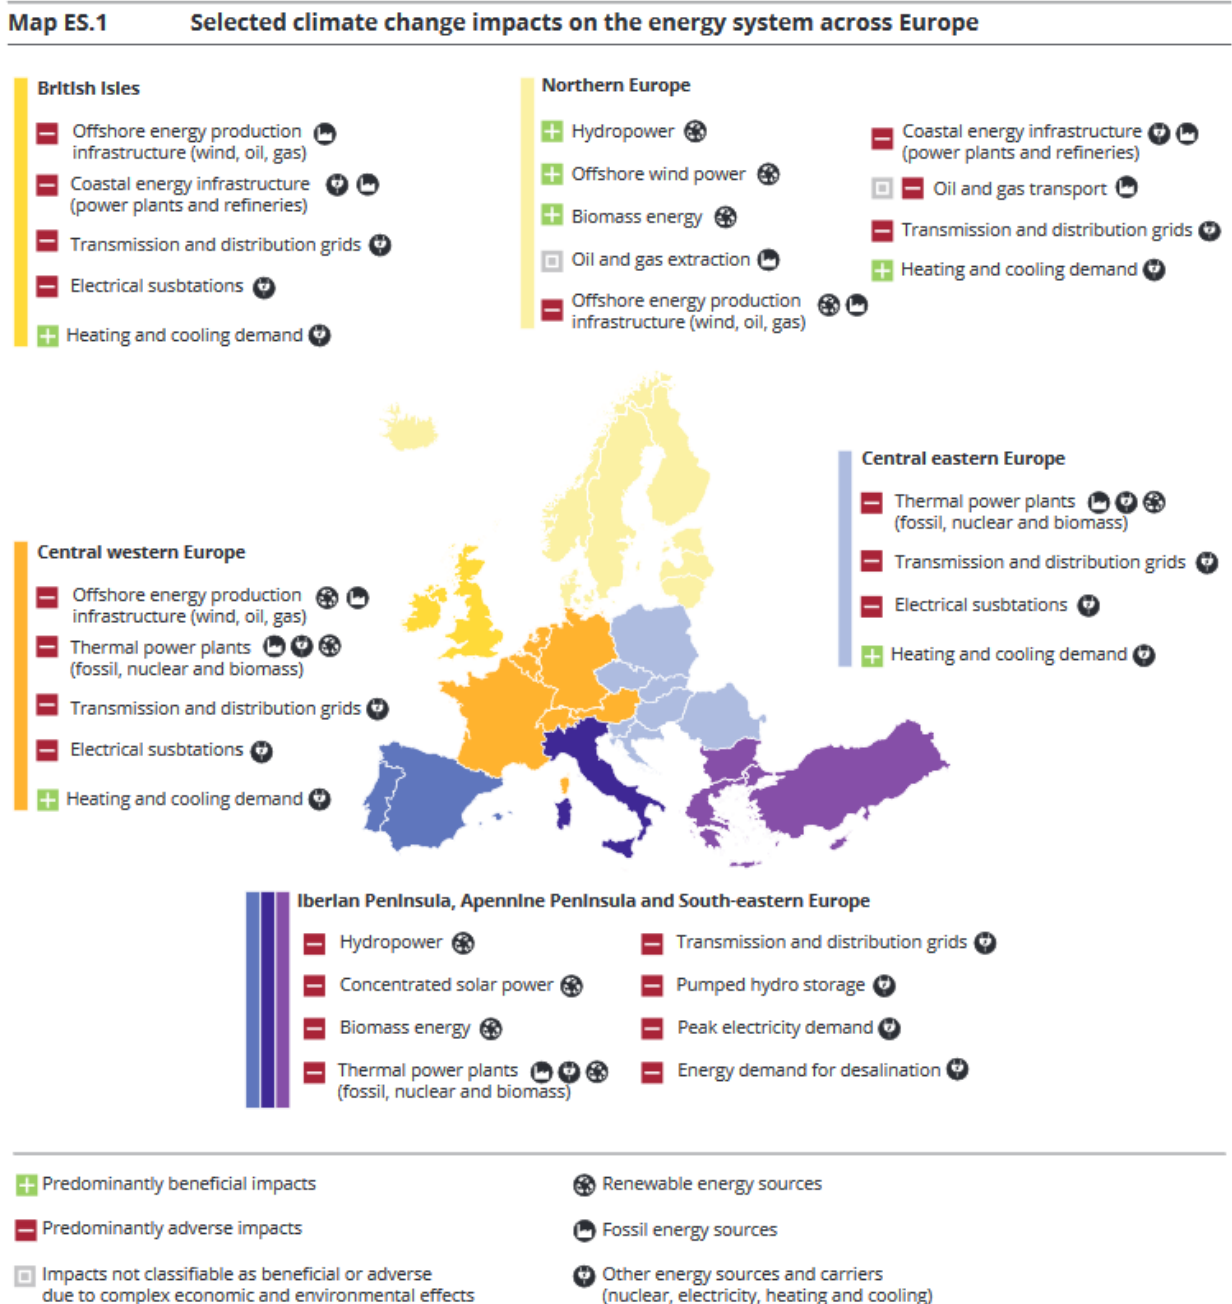 Map ES.1 Selected climate change impacts on the energy system across Europe
British Isles
Offshore energy production
infrastructure (wind, oil, gas)
Coastal energy infrastructure
(power plants and refineries)
Transmission and distribution grids
Electrical susbtations
Heating and cooling demand
Northern Europe
Hydropower
Offshore wind power
Biomass energy
Oil and gas extraction
Offshore energy production
infrastructure (wind, oil, gas)
Coastal energy infrastructure
(power plants and refineries)
Oil and gas transport
Transmission and distribution grids
Heating and cooling demand
Central eastern Europe
Thermal power plants
(fossil, nuclear and biomass)
Transmission and distribution grids
Electrical susbtations
Heating and cooling demand
Central western Europe
Offshore energy production
infrastructure (wind, oil, gas)
Thermal power plants
(fossil, nuclear and biomass)
Transmission and distribution grids
Electrical susbtations
Heating and cooling demand
Iberian Peninsula, Apennine Peninsula and South-eastern Europe
Hydropower
Concentrated solar power
Biomass energy
Thermal power plants
(fossil, nuclear and biomass)
Transmission and distribution grids
Pumped hydro storage
Peak electricity demand
Energy demand for desalination
Predominantly beneficial impacts
Predominantly adverse impacts
Impacts not classifiable as beneficial or adverse
due to complex economic and environmental effects
Renewable energy sources
Fossil energy sources
Other energy sources and carriers
(nuclear, electricity, heating and cooling)